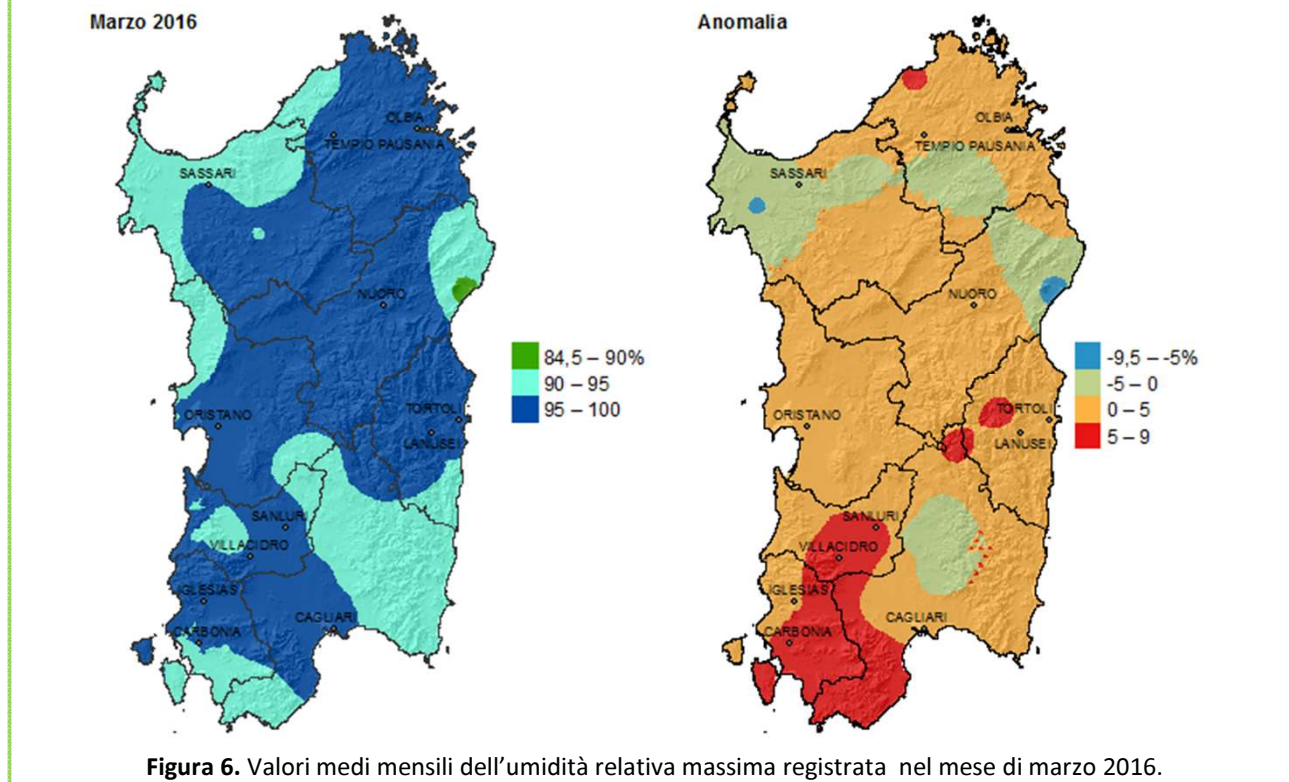 Marzo 2016
OLBIA
TEMPIO PAUSANIA
SASSARI
NUORO
ORISTANO
TORTOLI
LANUSEI
SANLURI
VILLACIDRO
IGLESIAS
CAGLIARI
CARBONIA
84,5 – 90%
90 – 95
95 – 100
Anomalia
OLBIA
TEMPIO PAUSANIA
SASSARI
NUORO
ORISTANO
TORTOLI
LANUSEI
SANLURI
VILLACIDRO
IGLESIAS
CAGLIARI
CARBONIA
-9,5 – -5%
-5 – 0
0 – 5
5 – 9
Figura 6. Valori medi mensili dell’umidità relativa massima registrata nel mese di marzo 2016.